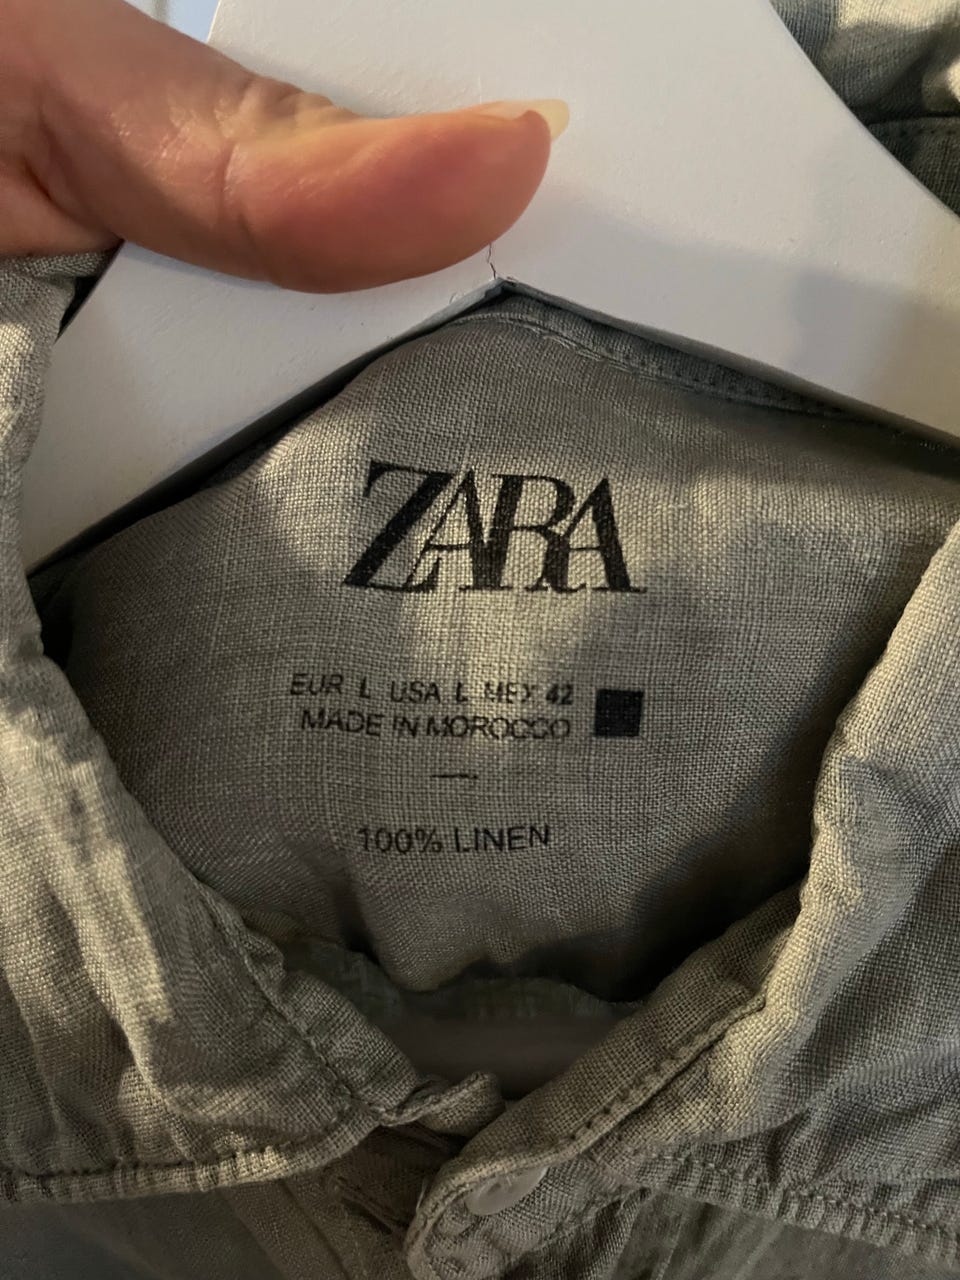 ZARA
EUR L USA L MEX 42
MADE IN MOROCCO
100% LINEN